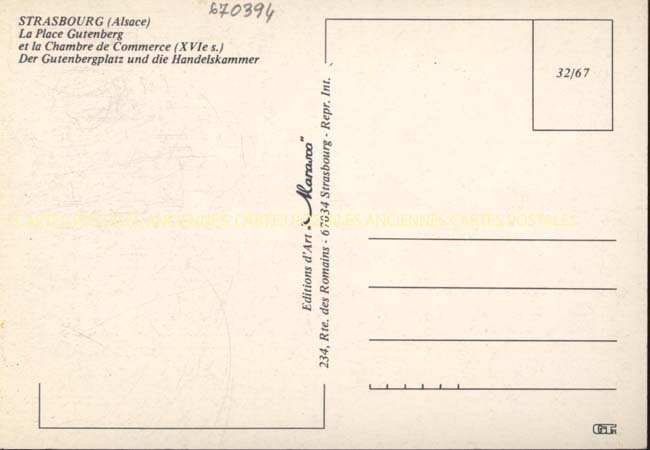 670394
STRASBOURG (Alsace)
La Place Gutenberg
et la Chambre de Commerce (XVIe s.)
Der Gutenbergplatz und die Handelskammer
32/67
Editions d'Art "Marasco"
234, Rte. des Romains - 67034 Strasbourg - Repr. Int.
CARTES POSTALES ANCIENNES CARTES POSTALES ANCIENNES CARTES POSTALES